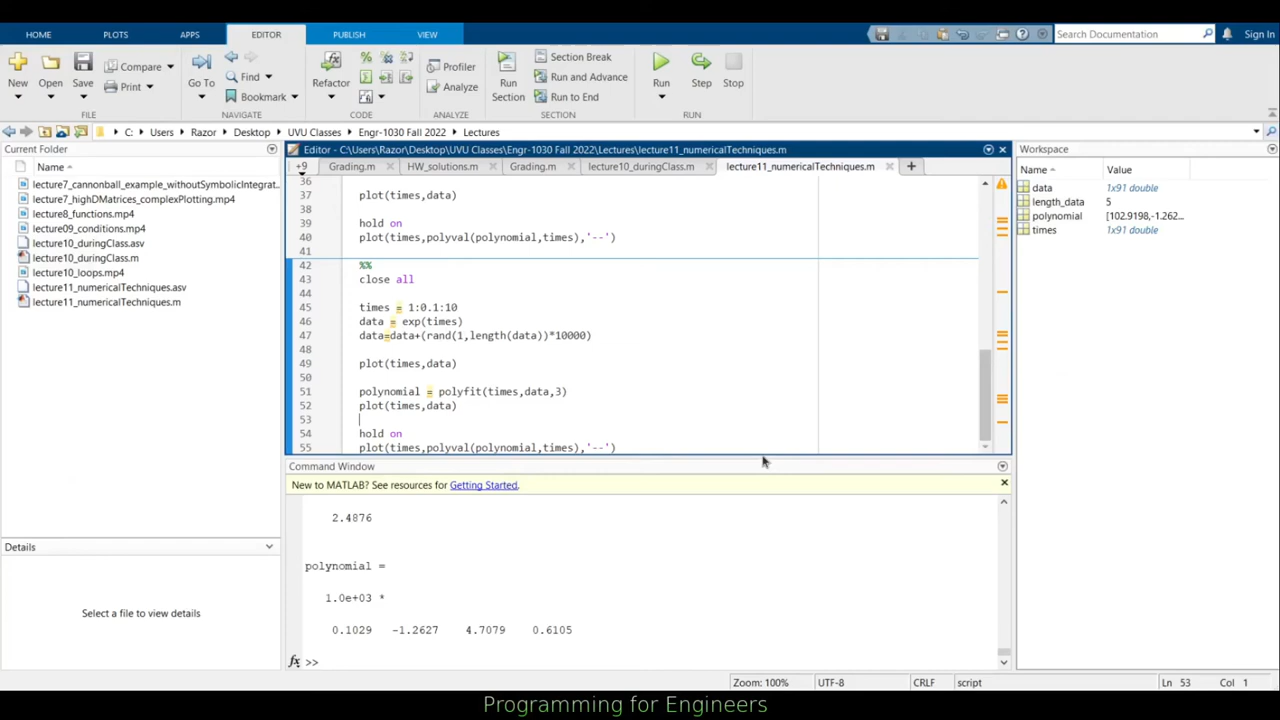 HOME PLOTS APPS EDITOR PUBLISH VIEW Search Documentation Sign In
New Open Save Compare Print Go To Find Bookmark Refactor Profiler Analyze Run Section Section Break Run and Advance Run to End Run Step Stop
FILE NAVIGATE CODE ANALYZE SECTION RUN
C: Users Razor Desktop UVU Classes Engr-1030 Fall 2022 Lectures
Current Folder
Name
lecture7_cannonball_example_withoutSymbolicIntegrat...
lecture7_highDMatrices_complexPlotting.mp4
lecture8_functions.mp4
lecture09_conditions.mp4
lecture10_duringClass.asv
lecture10_duringClass.m
lecture10_loops.mp4
lecture11_numericalTechniques.asv
lecture11_numericalTechniques.m
Details
Select a file to view details
Editor - C:\Users\Razor\Desktop\UVU Classes\Engr-1030 Fall 2022\Lectures\lecture11_numericalTechniques.m
+9 Grading.m HW_solutions.m Grading.m lecture10_duringClass.m lecture11_numericalTechniques.m
36
37 plot(times,data)
38
39 hold on
40 plot(times,polyval(polynomial,times),'--')
41
42 %%
43 close all
44
45 times = 1:0.1:10
46 data = exp(times)
47 data=data+(rand(1,length(data))*10000)
48
49 plot(times,data)
50
51 polynomial = polyfit(times,data,3)
52 plot(times,data)
53
54 hold on
55 plot(times,polyval(polynomial,times),'--')
Command Window
New to MATLAB? See resources for Getting Started.
2.4876
polynomial =
1.0e+03 *
0.1029 -1.2627 4.7079 0.6105
fx >>
Workspace
Name Value
data 1x91 double
length_data 5
polynomial [102.9198,-1.262...
times 1x91 double
Zoom: 100% UTF-8 CRLF script Ln 53 Col 1
Programming for Engineers